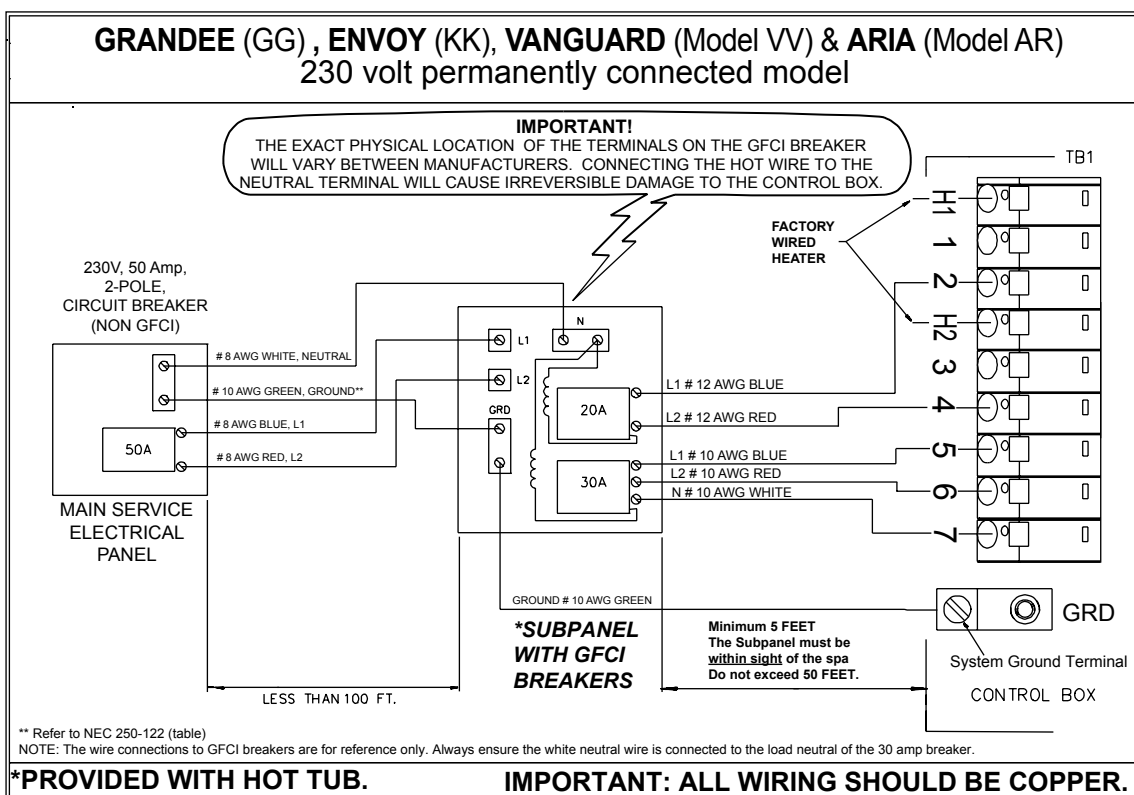 GRANDEE (GG) , ENVOY (KK), VANGUARD (Model VV) & ARIA (Model AR)
230 volt permanently connected model
IMPORTANT!
THE EXACT PHYSICAL LOCATION OF THE TERMINALS ON THE GFCI BREAKER
WILL VARY BETWEEN MANUFACTURERS. CONNECTING THE HOT WIRE TO THE
NEUTRAL TERMINAL WILL CAUSE IRREVERSIBLE DAMAGE TO THE CONTROL BOX.
230V, 50 Amp,
2-POLE,
CIRCUIT BREAKER
(NON GFCI)
# 8 AWG WHITE, NEUTRAL
# 10 AWG GREEN, GROUND**
# 8 AWG BLUE, L1
# 8 AWG RED, L2
50A
MAIN SERVICE
ELECTRICAL
PANEL
N
L1
L2
GRD
20A
30A
L1 # 12 AWG BLUE
L2 # 12 AWG RED
L1 # 10 AWG BLUE
L2 # 10 AWG RED
N # 10 AWG WHITE
FACTORY
WIRED
HEATER
TB1
H1
1
2
H2
3
4
5
6
7
GROUND # 10 AWG GREEN
*SUBPANEL
WITH GFCI
BREAKERS
Minimum 5 FEET
The Subpanel must be
within sight of the spa
Do not exceed 50 FEET.
GRD
System Ground Terminal
CONTROL BOX
LESS THAN 100 FT.
** Refer to NEC 250-122 (table)
NOTE: The wire connections to GFCI breakers are for reference only. Always ensure the white neutral wire is connected to the load neutral of the 30 amp breaker.
*PROVIDED WITH HOT TUB.
IMPORTANT: ALL WIRING SHOULD BE COPPER.